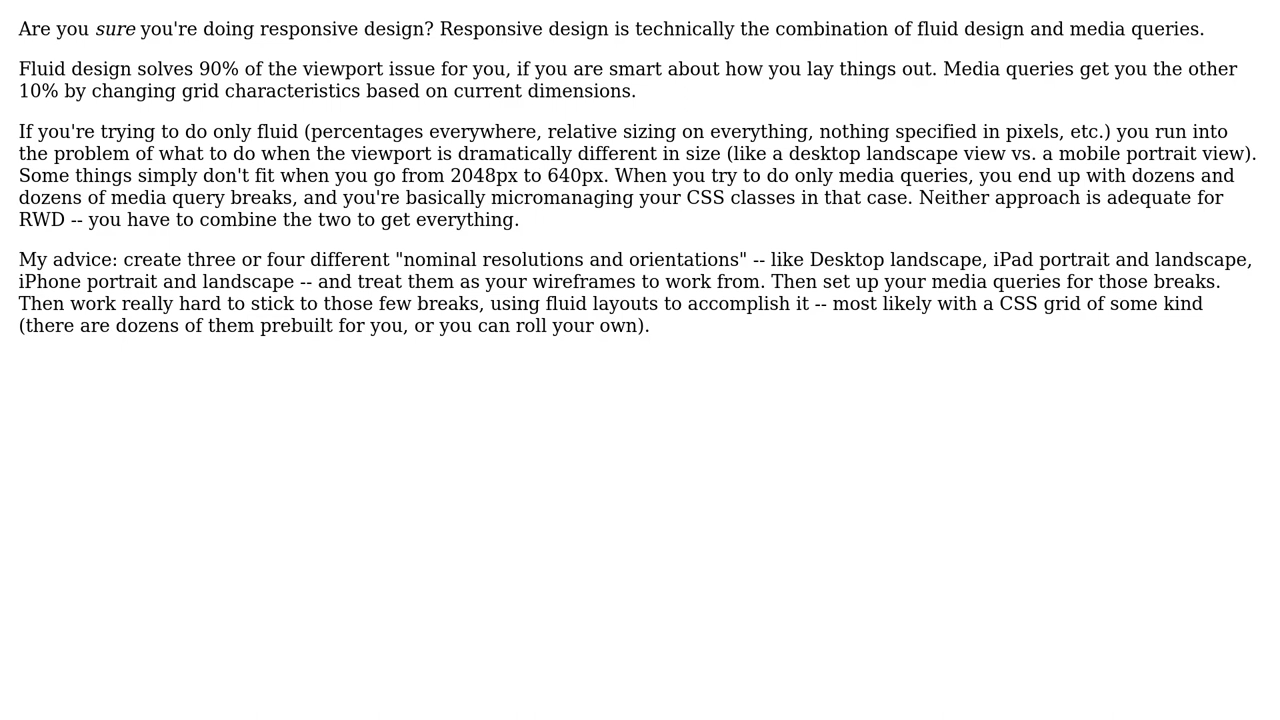 Are you sure you're doing responsive design? Responsive design is technically the combination of fluid design and media queries.
Fluid design solves 90% of the viewport issue for you, if you are smart about how you lay things out. Media queries get you the other
10% by changing grid characteristics based on current dimensions.
If you're trying to do only fluid (percentages everywhere, relative sizing on everything, nothing specified in pixels, etc.) you run into
the problem of what to do when the viewport is dramatically different in size (like a desktop landscape view vs. a mobile portrait view).
Some things simply don't fit when you go from 2048px to 640px. When you try to do only media queries, you end up with dozens and
dozens of media query breaks, and you're basically micromanaging your CSS classes in that case. Neither approach is adequate for
RWD -- you have to combine the two to get everything.
My advice: create three or four different "nominal resolutions and orientations" -- like Desktop landscape, iPad portrait and landscape,
iPhone portrait and landscape -- and treat them as your wireframes to work from. Then set up your media queries for those breaks.
Then work really hard to stick to those few breaks, using fluid layouts to accomplish it -- most likely with a CSS grid of some kind
(there are dozens of them prebuilt for you, or you can roll your own).